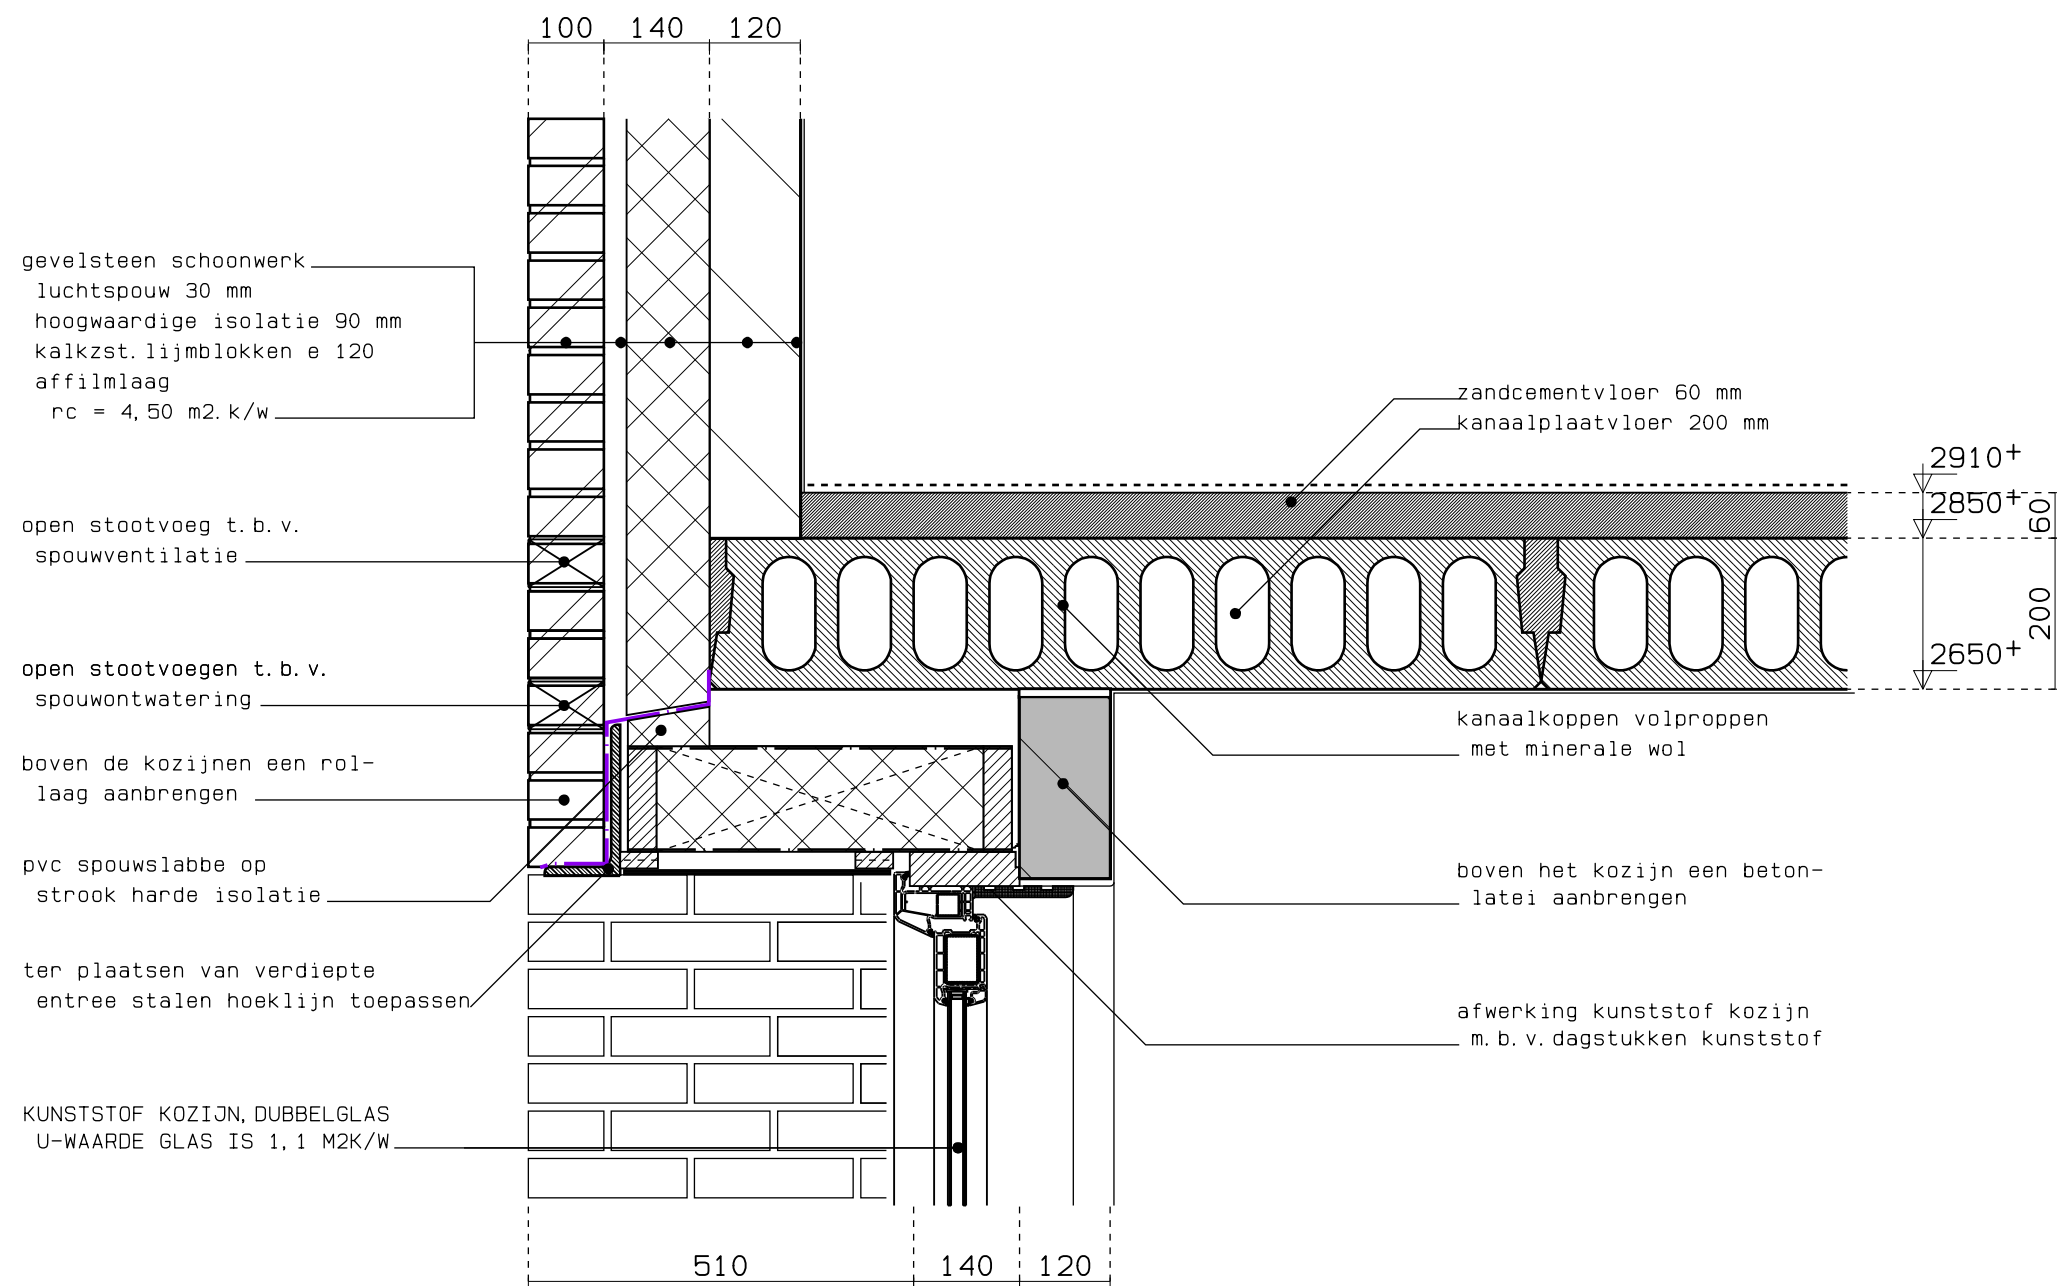 100 140 120
gevelsteen schoonwerk
luchtspouw 30 mm
hoogwaardige isolatie 90 mm
kalkzst. lijmblokken e 120
affilmlaag
rc = 4,50 m2.k/w
open stootvoeg t.b.v.
spouwventilatie
open stootvoegen t.b.v.
spouwontwatering
boven de kozijnen een rol-
laag aanbrengen
pvc spouwslabbe op
strook harde isolatie
ter plaatsen van verdiepte
entree stalen hoeklijn toepassen
KUNSTSTOF KOZIJN, DUBBELGLAS
U-WAARDE GLAS IS 1,1 M2K/W
zandcementvloer 60 mm
kanaalplaatvloer 200 mm
2910+
2850+
60
200
2650+
kanaalkoppen volproppen
met minerale wol
boven het kozijn een beton-
latei aanbrengen
afwerking kunststof kozijn
m.b.v. dagstukken kunststof
510 140 120